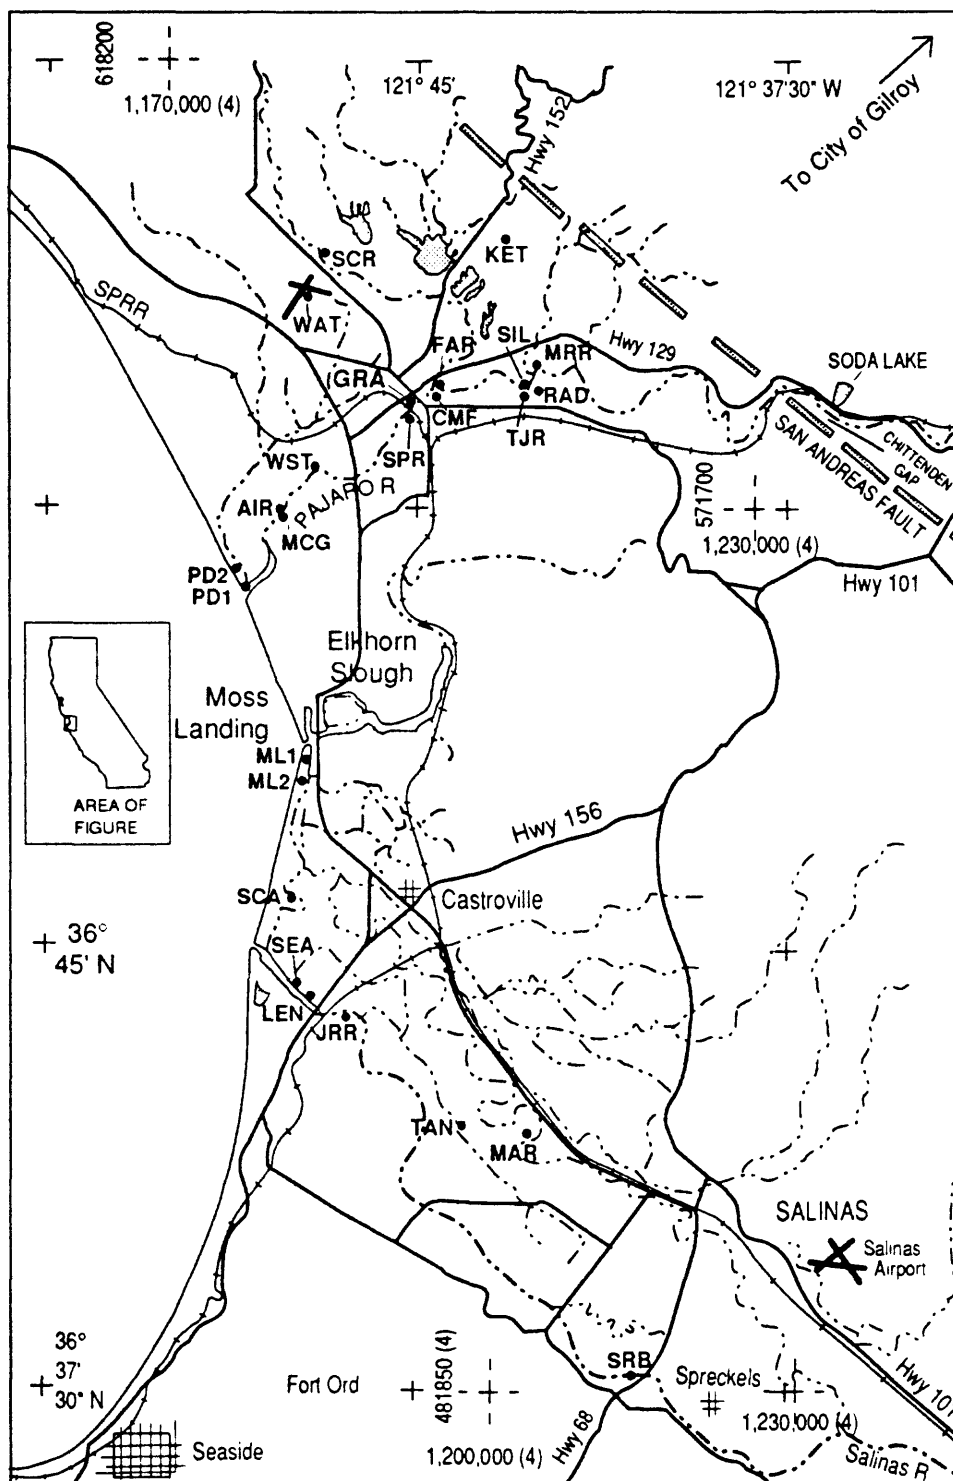 618200
1,170,000 (4)
121° 45'
121° 37'30" W
To City of Gilroy
Hwy 152
SCR
KET
SPRR
WAT
FAR
SIL
MRR
Hwy 129
SODA LAKE
GRA
RAD
CMF
TJR
SPR
CHITTENDEN
GAP
SAN ANDREAS FAULT
WST
PAJARO R
AIR
MCG
571700
1,230,000 (4)
PD2
PD1
Hwy 101
Elkhorn
Slough
Moss
Landing
ML1
ML2
AREA OF
FIGURE
Hwy 156
SCA
Castroville
36°
45' N
SEA
LEN
JRR
TAN
MAR
SALINAS
Salinas
Airport
36°
37'
30" N
Fort Ord
481850 (4)
SRB
Spreckels
Hwy 101
1,230,000 (4)
Seaside
1,200,000 (4)
Hwy 68
Salinas R